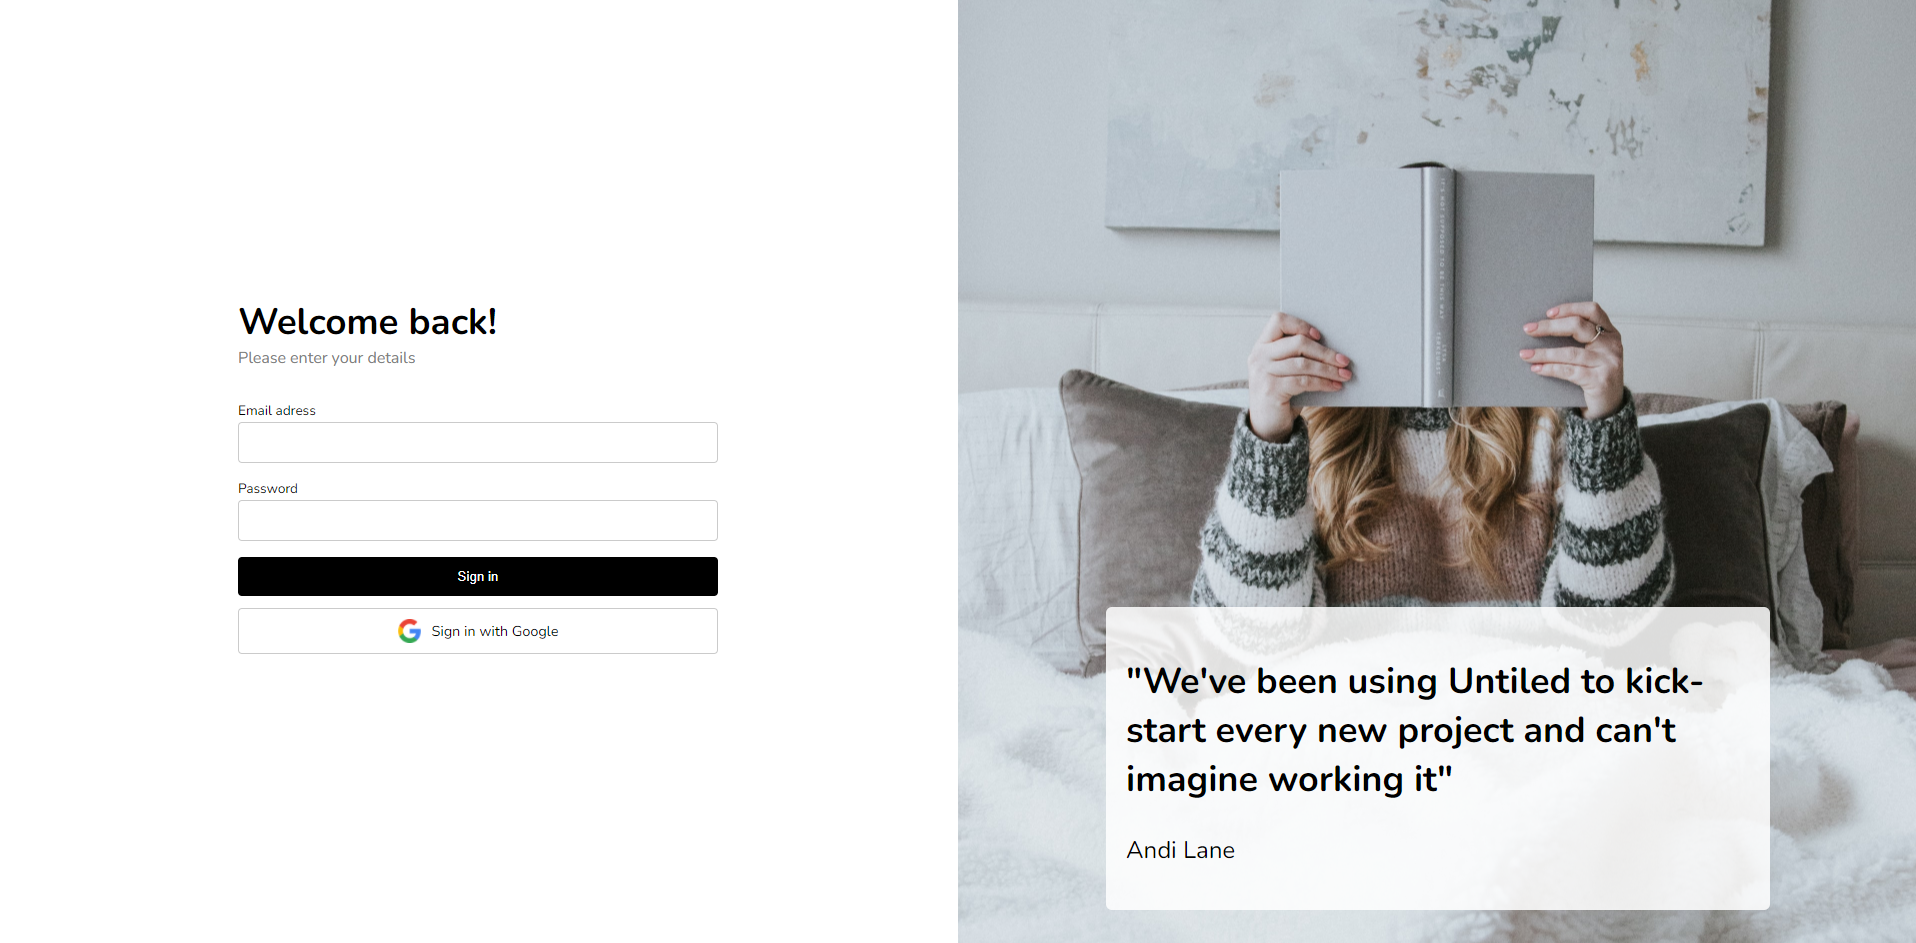 Welcome back!
Please enter your details
Email adress
Password
Sign in
Sign in with Google
"We've been using Untiled to kick-
start every new project and can't
imagine working it"
Andi Lane